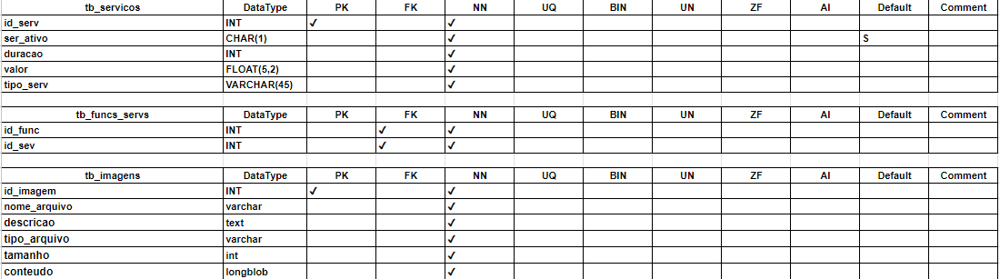 tb_servicos DataType PK FK NN UQ BIN UN ZF AI Default Comment
id_serv INT ✓ ✓
ser_ativo CHAR(1) ✓ S
duracao INT ✓
valor FLOAT(5,2) ✓
tipo_serv VARCHAR(45) ✓
tb_funcs_servs DataType PK FK NN UQ BIN UN ZF AI Default Comment
id_func INT ✓ ✓
id_sev INT ✓ ✓
tb_imagens DataType PK FK NN UQ BIN UN ZF AI Default Comment
id_imagem INT ✓ ✓
nome_arquivo varchar ✓
descricao text ✓
tipo_arquivo varchar ✓
tamanho int ✓
conteudo longblob ✓